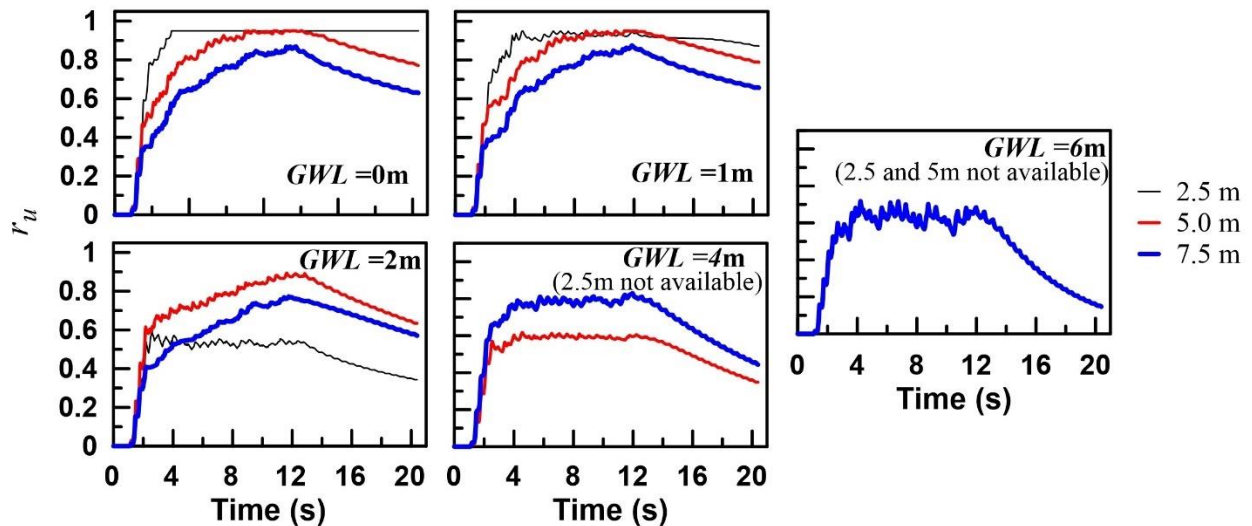 1
0.8
0.6
0.4
0.2
0
GWL =0m
GWL =1m
r_u
1
0.8
0.6
0.4
0.2
0
GWL =2m
GWL =4m
(2.5m not available)
0 4 8 12 16 20
Time (s)
0 4 8 12 16 20
Time (s)
GWL =6m
(2.5 and 5m not available)
0 4 8 12 16 20
Time (s)
2.5 m
5.0 m
7.5 m